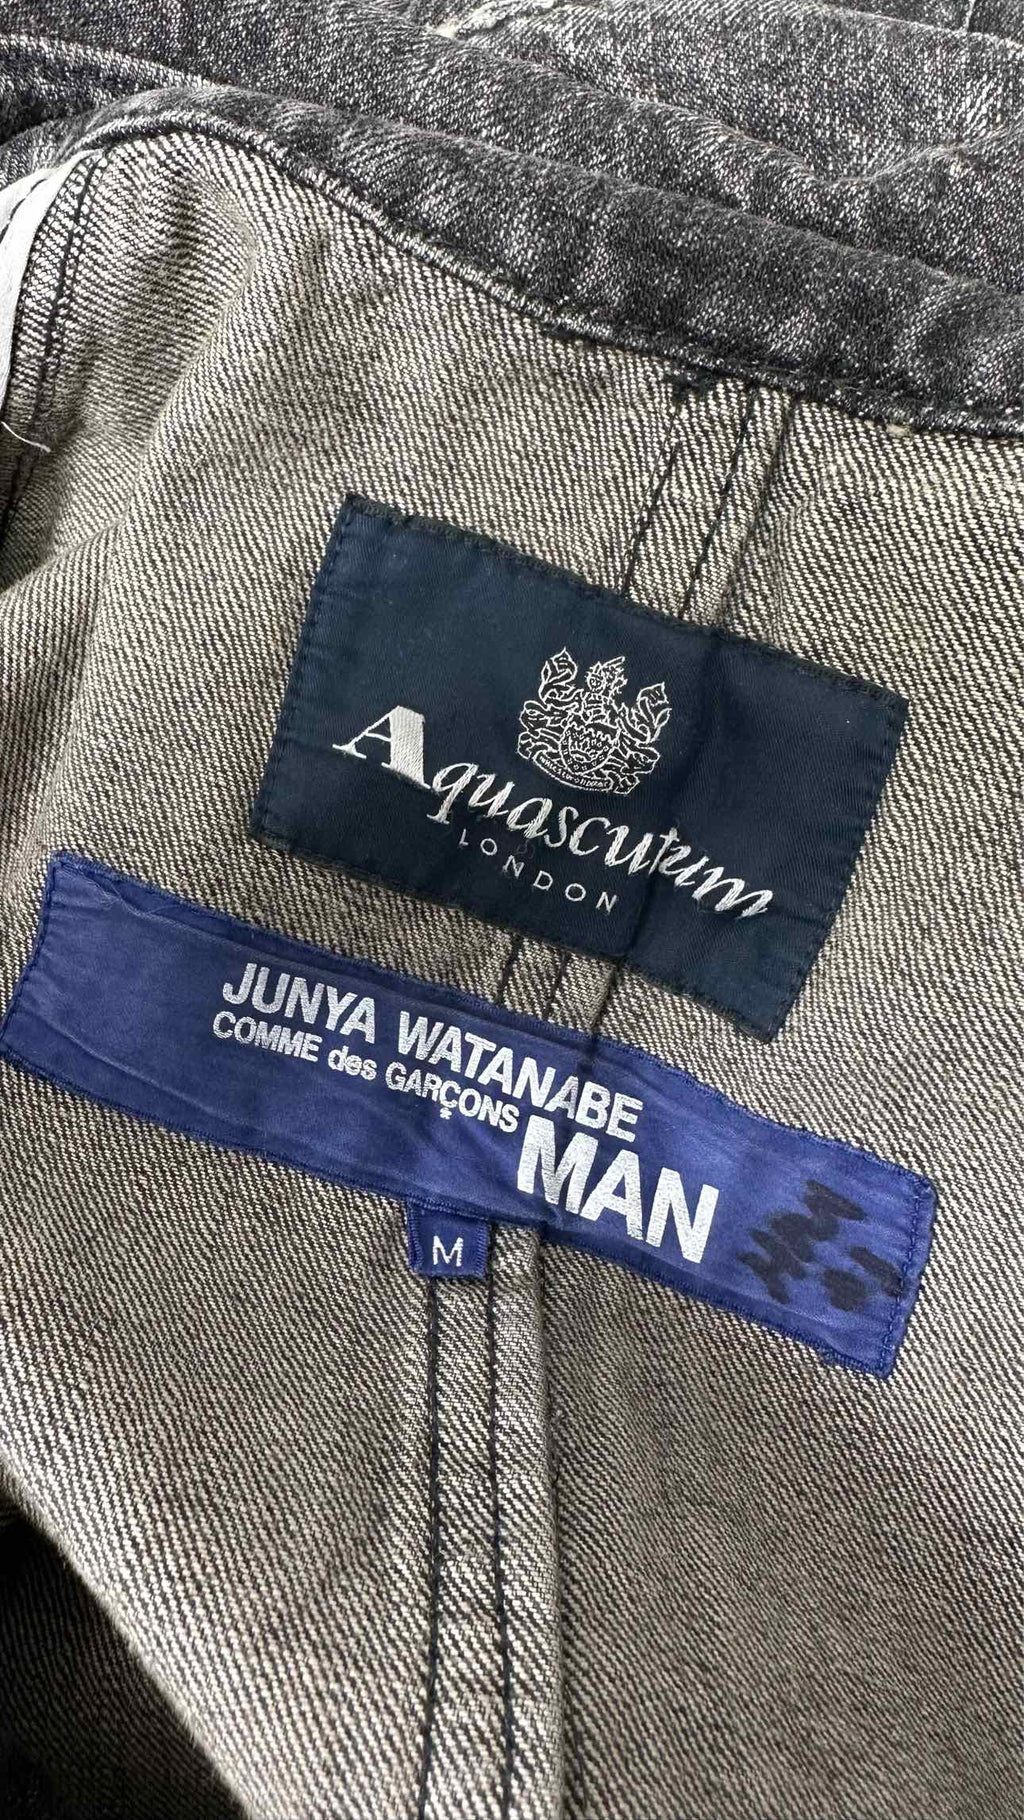 Aquascutum
LONDON
JUNYA WATANABE
COMME des GARÇONS
MAN
M